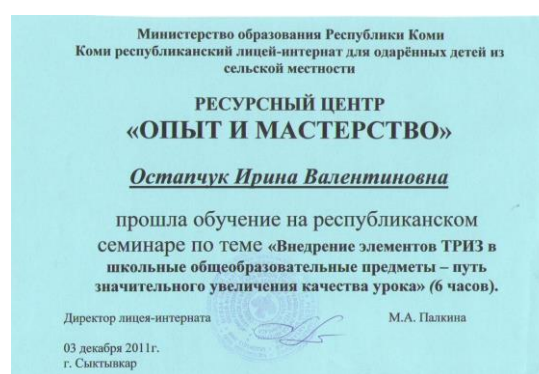 Министерство образования Республики Коми
Коми республиканский лицей-интернат для одарённых детей из
сельской местности
РЕСУРСНЫЙ ЦЕНТР
«ОПЫТ И МАСТЕРСТВО»
Остапчук Ирина Валентиновна
прошла обучение на республиканском
семинаре по теме «Внедрение элементов ТРИЗ в
школьные общеобразовательные предметы – путь
значительного увеличения качества урока» (6 часов).
Директор лицея-интерната М.А. Палкина
03 декабря 2011г.
г. Сыктывкар